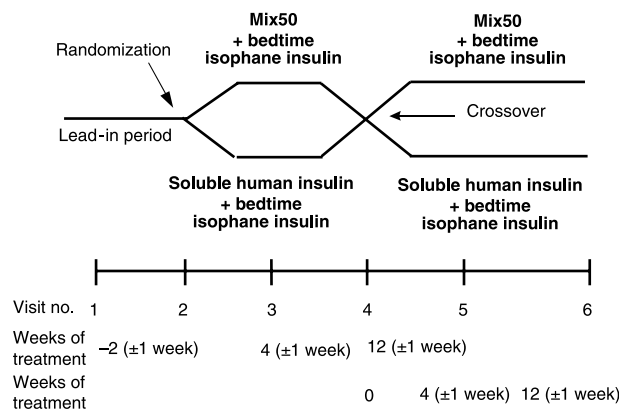 Mix50
+ bedtime
isophane insulin
Mix50
+ bedtime
isophane insulin
Randomization
Lead-in period
Crossover
Soluble human insulin
+ bedtime
isophane insulin
Soluble human insulin
+ bedtime
isophane insulin
Visit no. 1 2 3 4 5 6
Weeks of
treatment
–2 (±1 week) 4 (±1 week) 12 (±1 week)
Weeks of
treatment
0 4 (±1 week) 12 (±1 week)